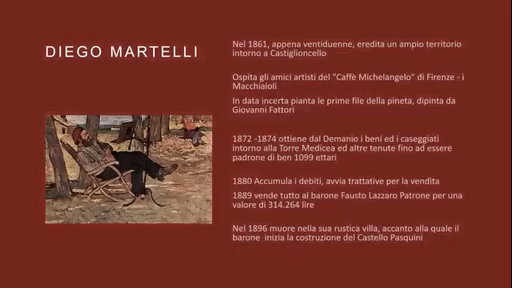 DIEGO MARTELLI
Nel 1861, appena ventiduenne, eredita un ampio territorio
intorno a Castiglioncello
Ospita gli amici artisti del "Caffè Michelangelo" di Firenze - i
Macchiaioli
In data incerta pianta le prime file della pineta, dipinta da
Giovanni Fattori
1872 -1874 ottiene dal Demanio i beni ed i caseggiati
intorno alla Torre Medicea ed altre tenute fino ad essere
padrone di ben 1099 ettari
1880 Accumula i debiti, avvia trattative per la vendita
1889 vende tutto al barone Fausto Lazzaro Patrone per una
valore di 314.264 lire
Nel 1896 muore nella sua rustica villa, accanto alla quale il
barone inizia la costruzione del Castello Pasquini